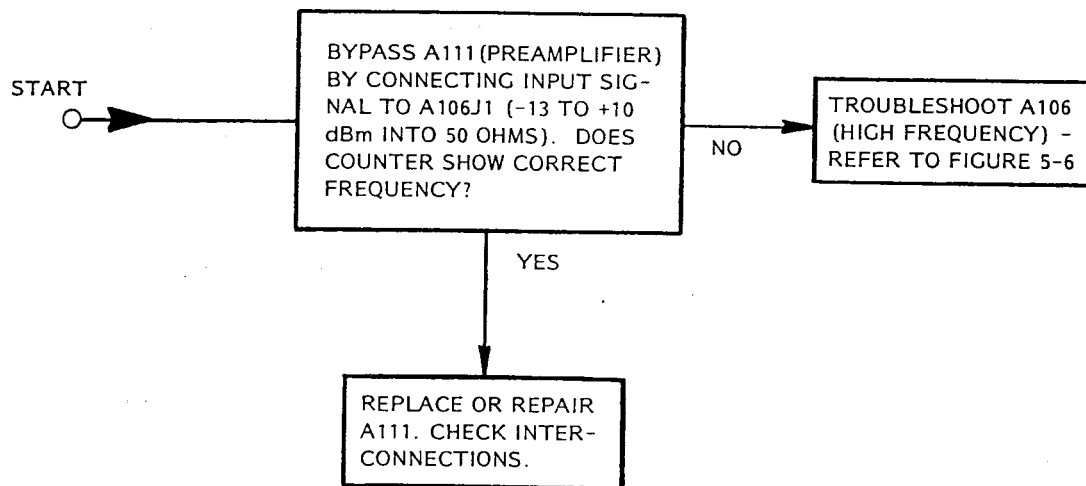 START
BYPASS A111 (PREAMPLIFIER)
BY CONNECTING INPUT SIG-
NAL TO A106J1 (-13 TO +10
dBm INTO 50 OHMS). DOES
COUNTER SHOW CORRECT
FREQUENCY?
NO
TROUBLESHOOT A106
(HIGH FREQUENCY) -
REFER TO FIGURE 5-6
YES
REPLACE OR REPAIR
A111. CHECK INTER-
CONNECTIONS.